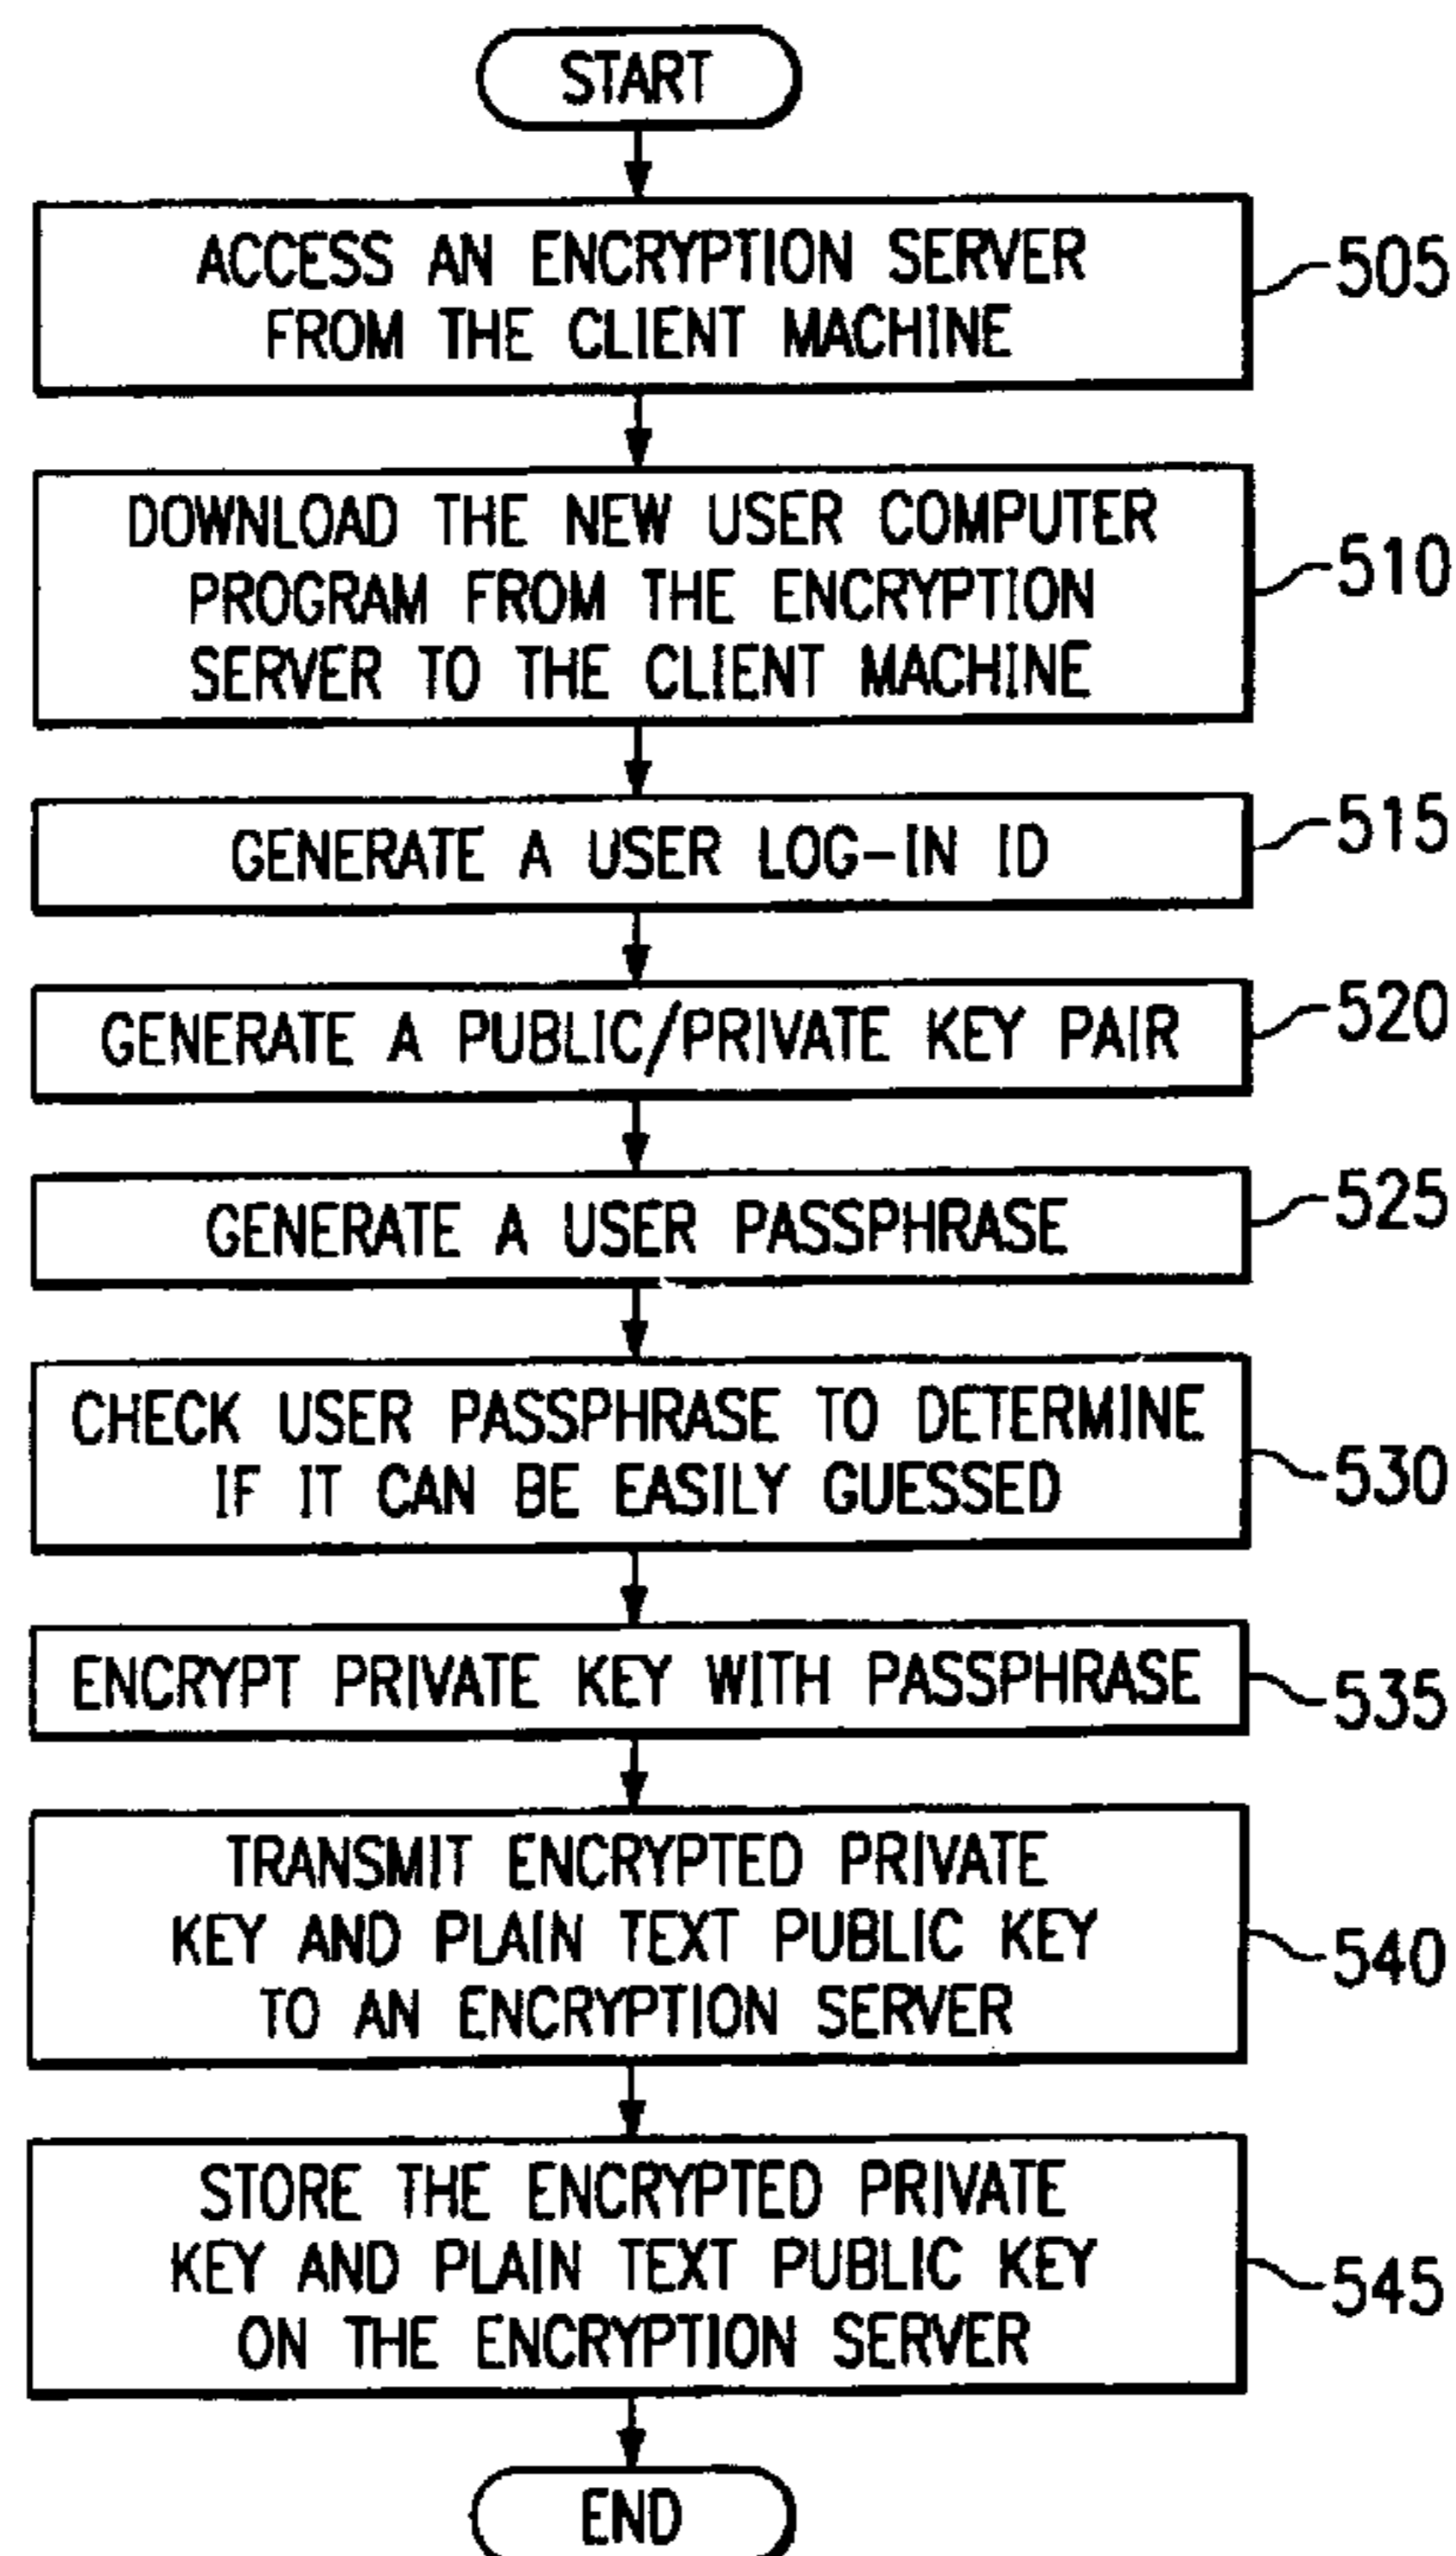 START
ACCESS AN ENCRYPTION SERVER
FROM THE CLIENT MACHINE
505
DOWNLOAD THE NEW USER COMPUTER
PROGRAM FROM THE ENCRYPTION
SERVER TO THE CLIENT MACHINE
510
GENERATE A USER LOG-IN ID
515
GENERATE A PUBLIC/PRIVATE KEY PAIR
520
GENERATE A USER PASSPHRASE
525
CHECK USER PASSPHRASE TO DETERMINE
IF IT CAN BE EASILY GUESSED
530
ENCRYPT PRIVATE KEY WITH PASSPHRASE
535
TRANSMIT ENCRYPTED PRIVATE
KEY AND PLAIN TEXT PUBLIC KEY
TO AN ENCRYPTION SERVER
540
STORE THE ENCRYPTED PRIVATE
KEY AND PLAIN TEXT PUBLIC KEY
ON THE ENCRYPTION SERVER
545
END